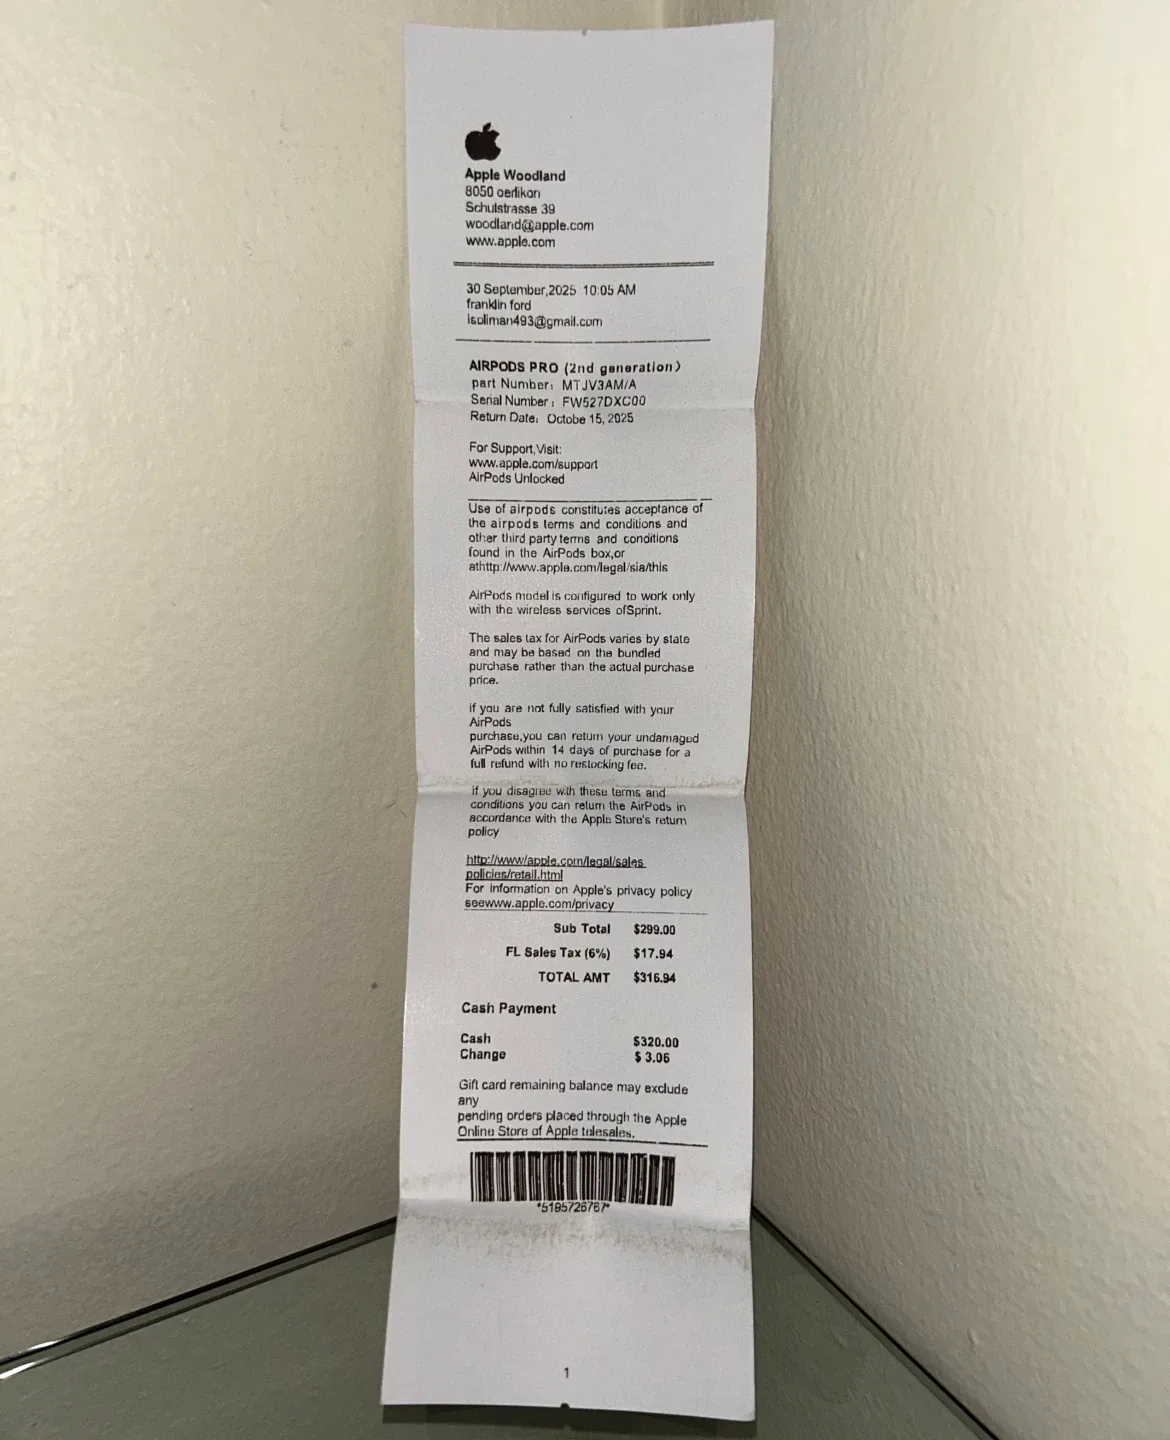 Apple Woodland
8050 oerlikon
Schulstrasse 39
woodland@apple.com
www.apple.com
30 September,2025 10:05 AM
franklin ford
isoliman493@gmail.com
AIRPODS PRO (2nd generation)
part Number: MTJV3AM/A
Serial Number : FW527DXC00
Return Date: Octobe 15, 2025
For Support,Visit:
www.apple.com/support
AirPods Unlocked
Use of airpods constitutes acceptance of
the airpods terms and conditions and
other third party terms and conditions
found in the AirPods box,or
athttp://www.apple.com/legal/sia/this
AirPods model is configured to work only
with the wireless services ofSprint.
The sales tax for AirPods varies by state
and may be based on the bundled
purchase rather than the actual purchase
price.
if you are not fully satisfied with your
AirPods
purchase,you can return your undamaged
AirPods within 14 days of purchase for a
full refund with no restocking fee.
if you disagree with these terms and
conditions you can return the AirPods in
accordance with the Apple Store's return
policy
http://www/apple.com/legal/sales
policies/retail.html
For information on Apple's privacy policy
seewww.apple.com/privacy
Sub Total $299.00
FL Sales Tax (6%) $17.94
TOTAL AMT $316.94
Cash Payment
Cash $320.00
Change $ 3.06
Gift card remaining balance may exclude
any
pending orders placed through the Apple
Online Store of Apple telesales.
*5195726767*
1